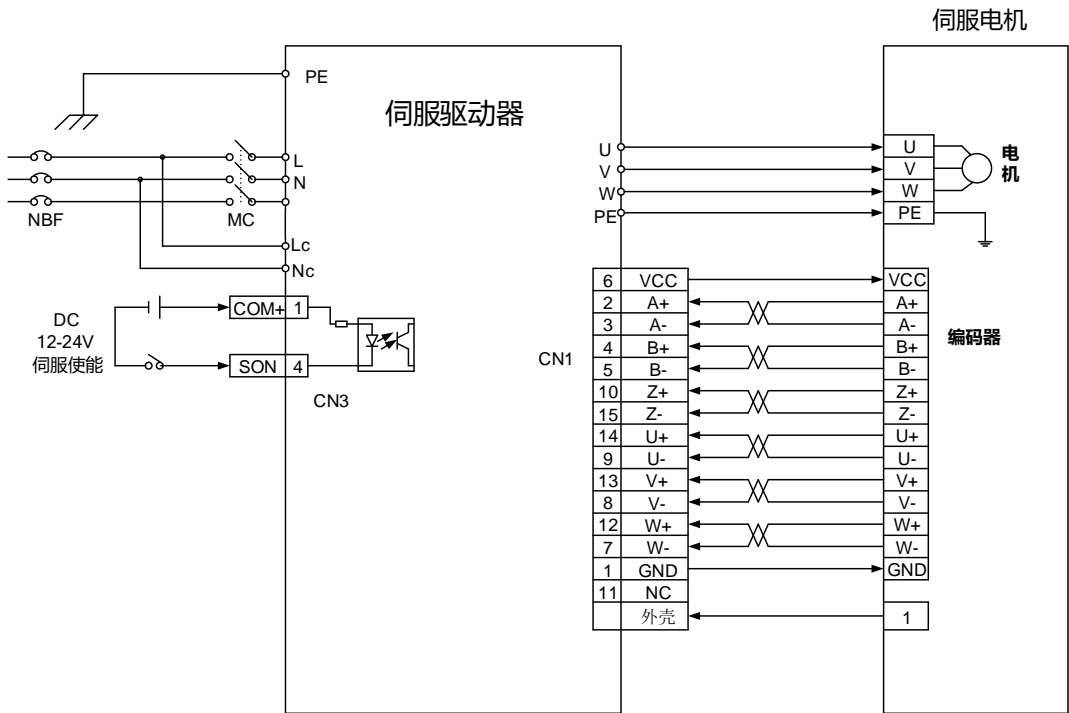 伺服电机
PE
伺服驱动器
L
N
NBF
MC
Lc
Nc
U
V
W
PE
U
V
W
PE
电
机
DC
12-24V
伺服使能
COM+ 1
SON 4
CN3
CN1
6 VCC
2 A+
3 A-
4 B+
5 B-
10 Z+
15 Z-
14 U+
9 U-
13 V+
8 V-
12 W+
7 W-
1 GND
11 NC
外壳
VCC
A+
A-
B+
B-
Z+
Z-
U+
U-
V+
V-
W+
W-
GND
1
编码器